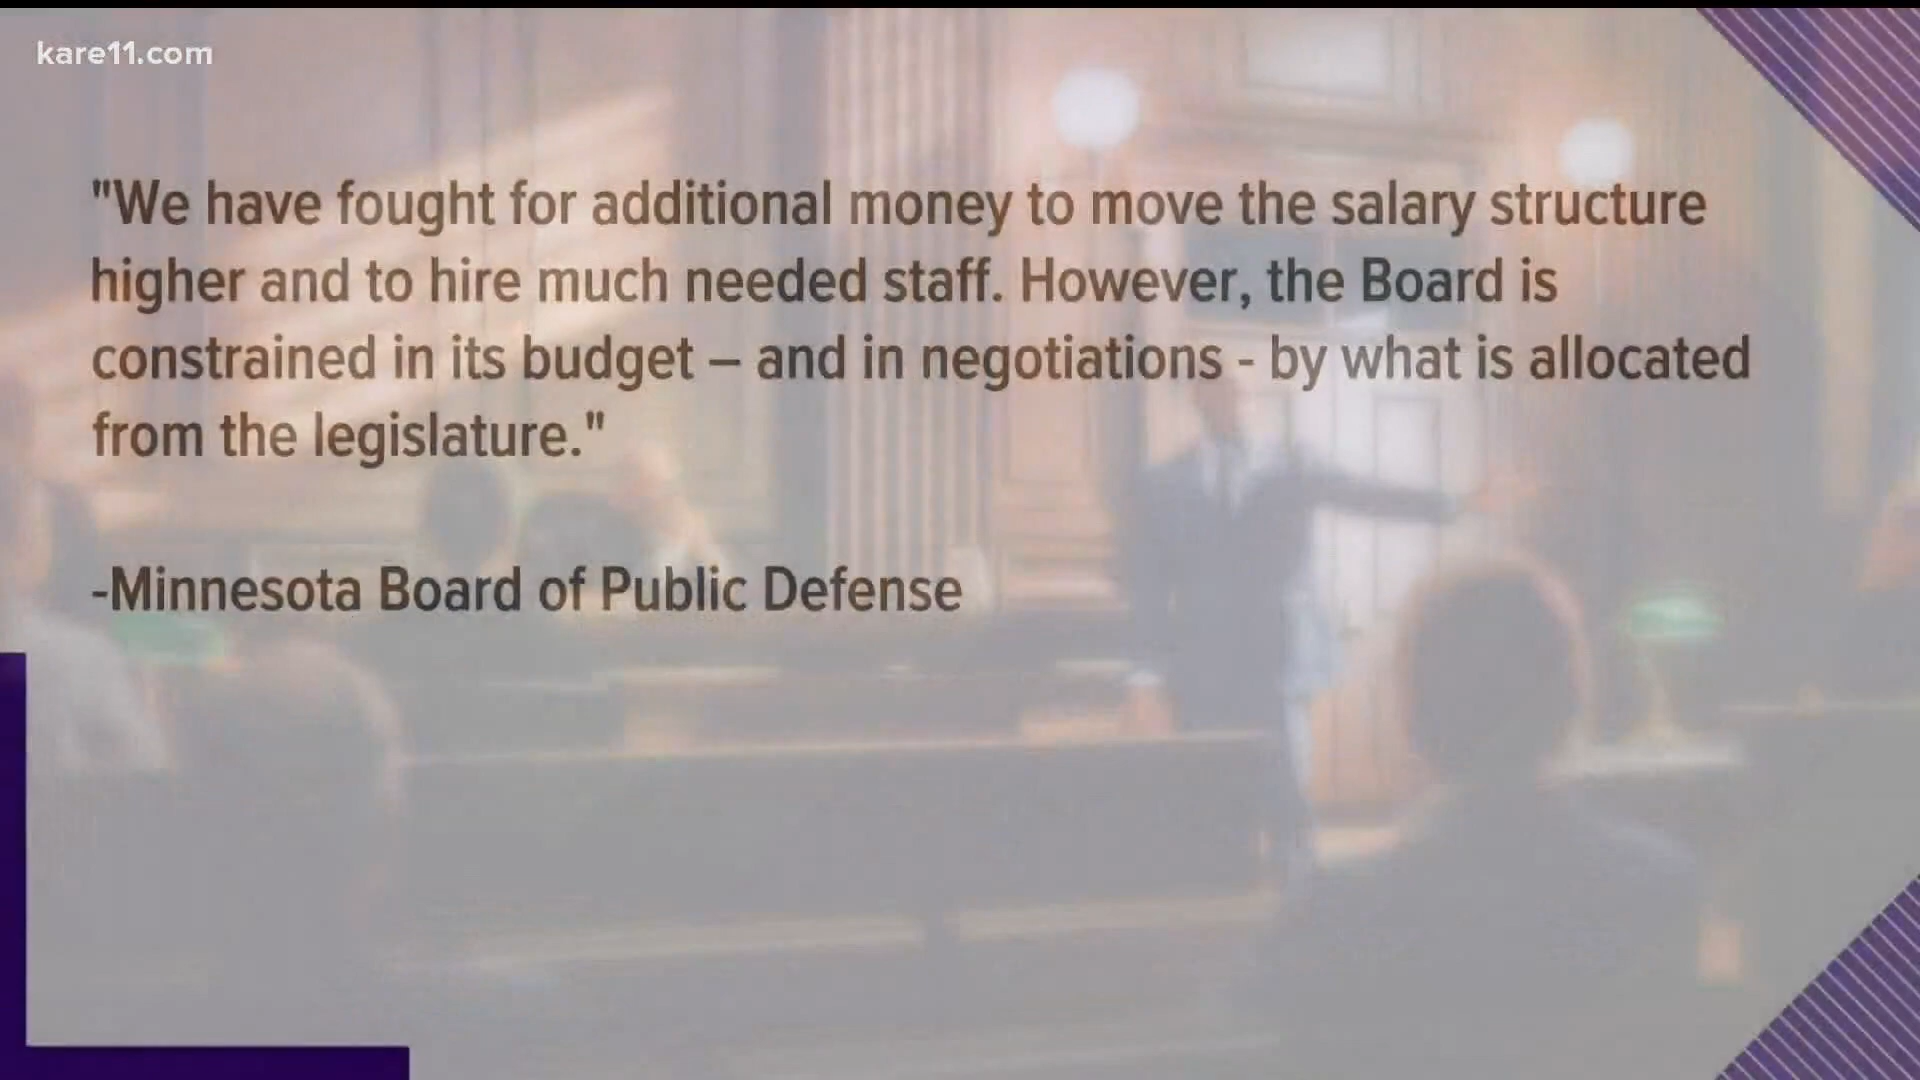 kare11.com
"We have fought for additional money to move the salary structure
higher and to hire much needed staff. However, the Board is
constrained in its budget – and in negotiations - by what is allocated
from the legislature."
-Minnesota Board of Public Defense